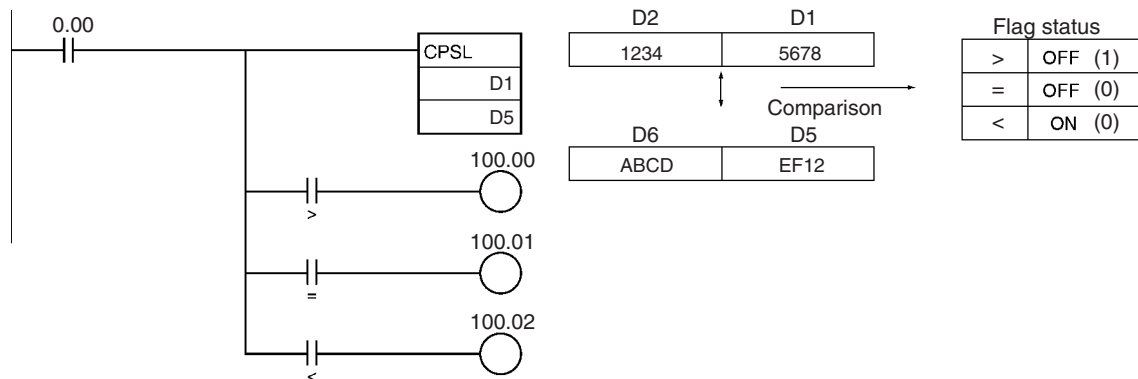 0.00
CPSL
D1
D5
100.00
>
100.01
=
100.02
<
D2 D1
1234 5678
Comparison
D6 D5
ABCD EF12
Flag status
> OFF (1)
= OFF (0)
< ON (0)